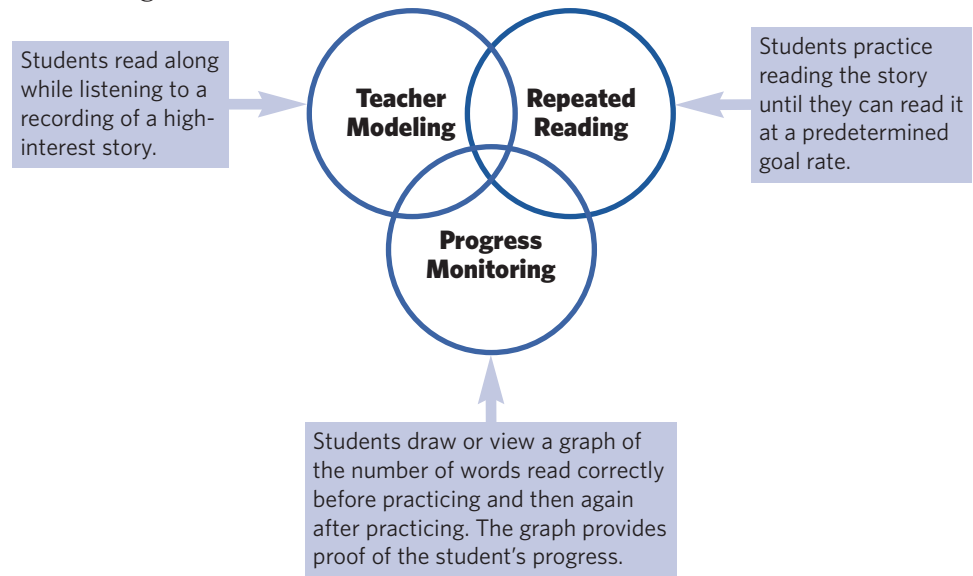 Students read along
while listening to a
recording of a high-
interest story.
Teacher
Modeling
Repeated
Reading
Students practice
reading the story
until they can read it
at a predetermined
goal rate.
Progress
Monitoring
Students draw or view a graph of
the number of words read correctly
before practicing and then again
after practicing. The graph provides
proof of the student’s progress.